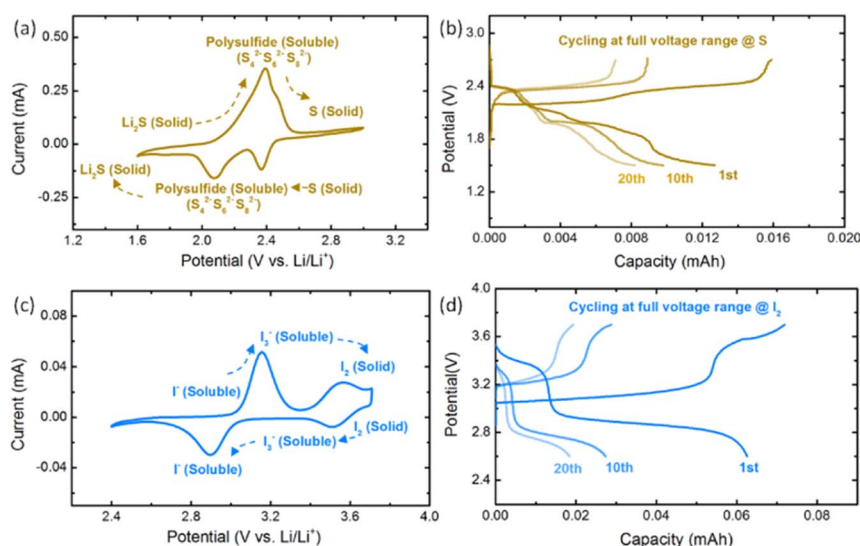 (a)
0.50
0.25
0.00
-0.25
Current (mA)
Polysulfide (Soluble)
(S₄²⁻S₆²⁻S₈²⁻)
Li₂S (Solid)
S (Solid)
Li₂S (Solid)
Polysulfide (Soluble)
S (Solid)
(S₄²⁻S₆²⁻S₈²⁻)
1.2 1.6 2.0 2.4 2.8 3.2
Potential (V vs. Li/Li⁺)
(b)
3.0
2.5
2.0
1.5
Potential (V)
Cycling at full voltage range @ S
20th 10th 1st
0.000 0.004 0.008 0.012 0.016 0.020
Capacity (mAh)
(c)
0.08
0.04
0.00
-0.04
Current (mA)
I₃⁻ (Soluble)
I⁻ (Soluble)
I₂ (Solid)
I⁻
(Soluble)
I₃⁻ (Soluble)
I₂ (Solid)
2.4 2.8 3.2 3.6 4.0
Potential (V vs. Li/Li⁺)
(d)
4.0
3.6
3.2
2.8
2.4
Potential(V)
Cycling at full voltage range @ I₂
20th 10th 1st
0.00 0.02 0.04 0.06 0.08
Capacity (mAh)